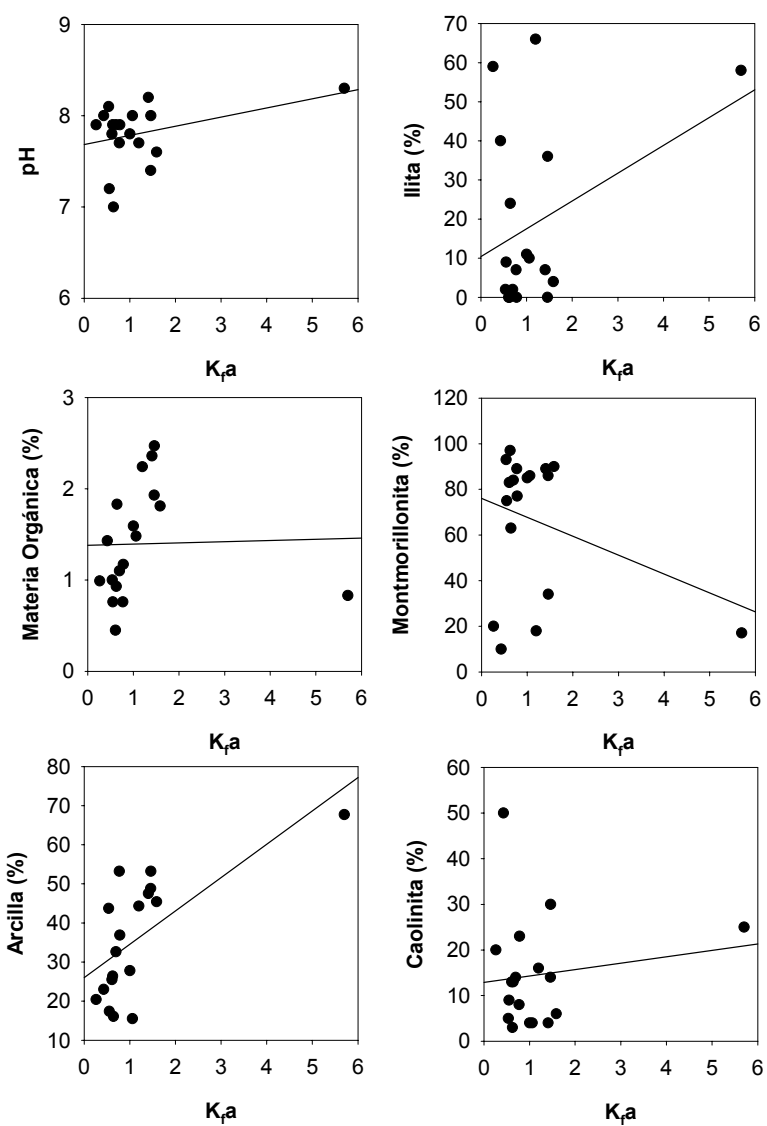 9
8
7
6
pH
0 1 2 3 4 5 6
Kfa
70
60
50
40
30
20
10
0
Ilita (%)
0 1 2 3 4 5 6
Kfa
3
2
1
0
Materia Orgánica (%)
0 1 2 3 4 5 6
Kfa
120
100
80
60
40
20
0
Montmorillonita (%)
0 1 2 3 4 5 6
Kfa
80
70
60
50
40
30
20
10
Arcilla (%)
0 1 2 3 4 5 6
Kfa
60
50
40
30
20
10
0
Caolinita (%)
0 1 2 3 4 5 6
Kfa